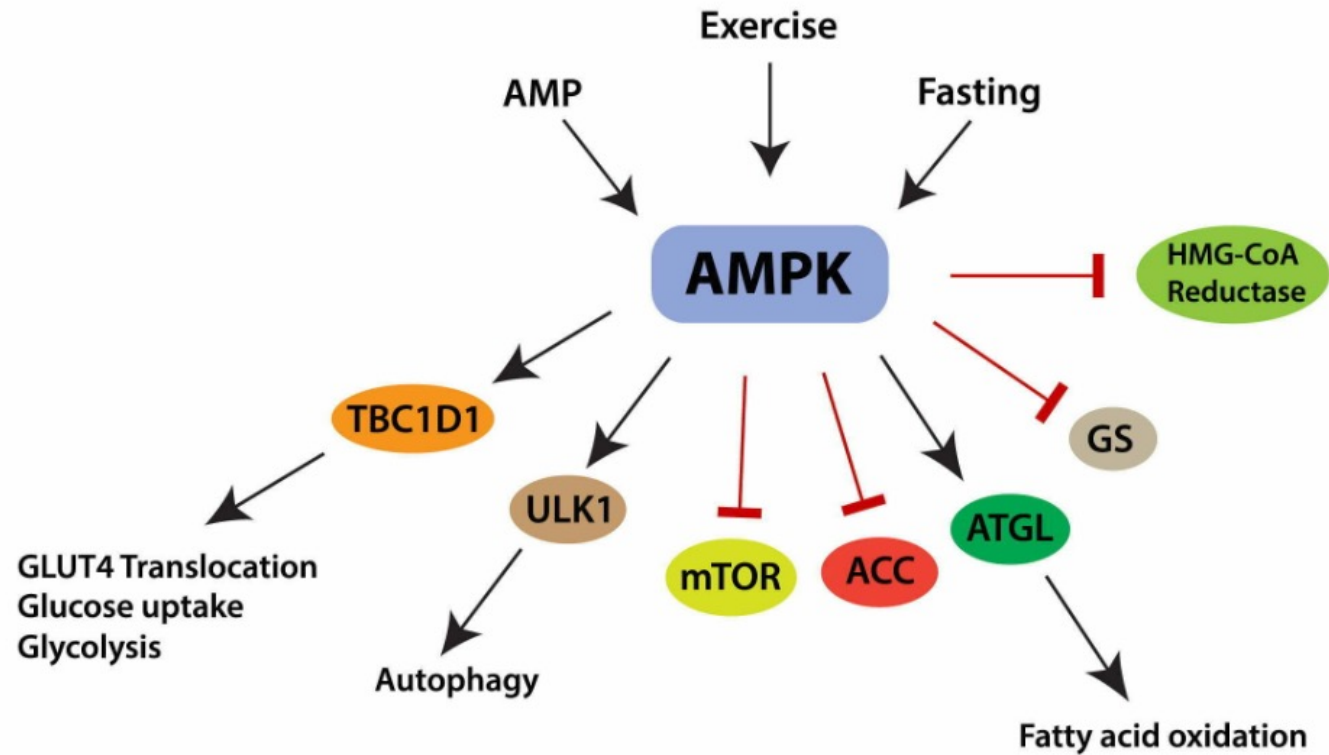 Exercise
AMP
Fasting
AMPK
HMG-CoA
Reductase
TBC1D1
GS
ULK1
ATGL
mTOR
ACC
GLUT4 Translocation
Glucose uptake
Glycolysis
Autophagy
Fatty acid oxidation